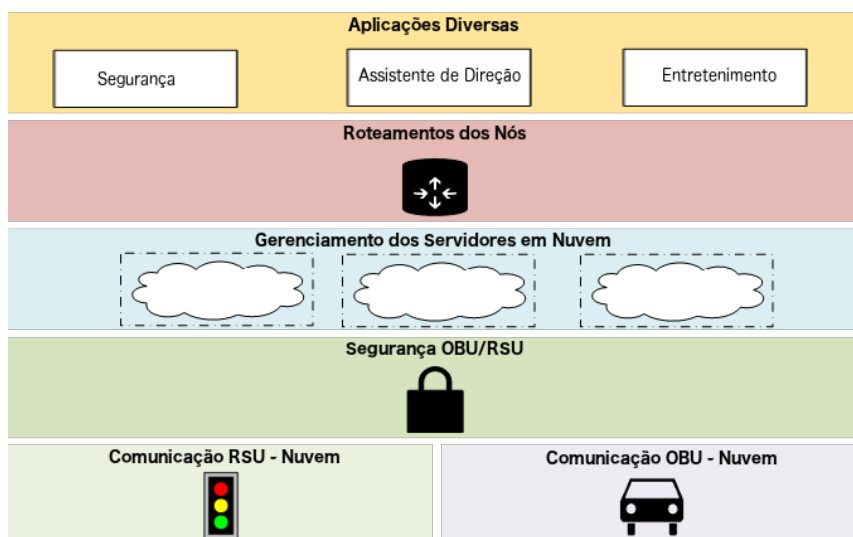 Aplicações Diversas
Segurança
Assistente de Direção
Entretenimento
Roteamentos dos Nós
Gerenciamento dos Servidores em Nuvem
Segurança OBU/RSU
Comunicação RSU - Nuvem
Comunicação OBU - Nuvem